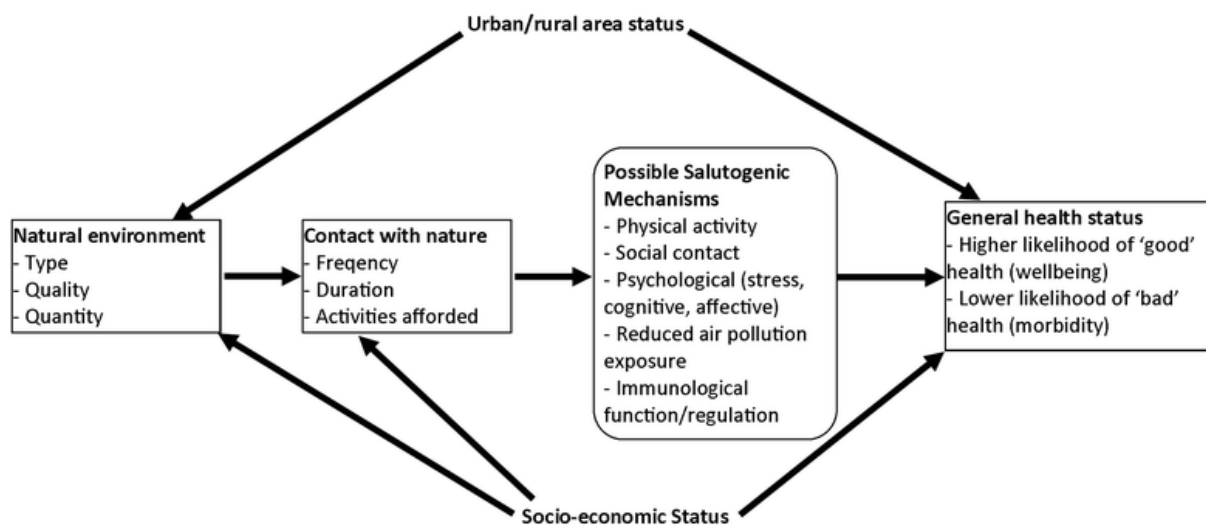 Urban/rural area status
Natural environment
- Type
- Quality
- Quantity
Contact with nature
- Freqency
- Duration
- Activities afforded
Possible Salutogenic
Mechanisms
- Physical activity
- Social contact
- Psychological (stress,
cognitive, affective)
- Reduced air pollution
exposure
- Immunological
function/regulation
General health status
- Higher likelihood of ‘good’
health (wellbeing)
- Lower likelihood of ‘bad’
health (morbidity)
Socio-economic Status